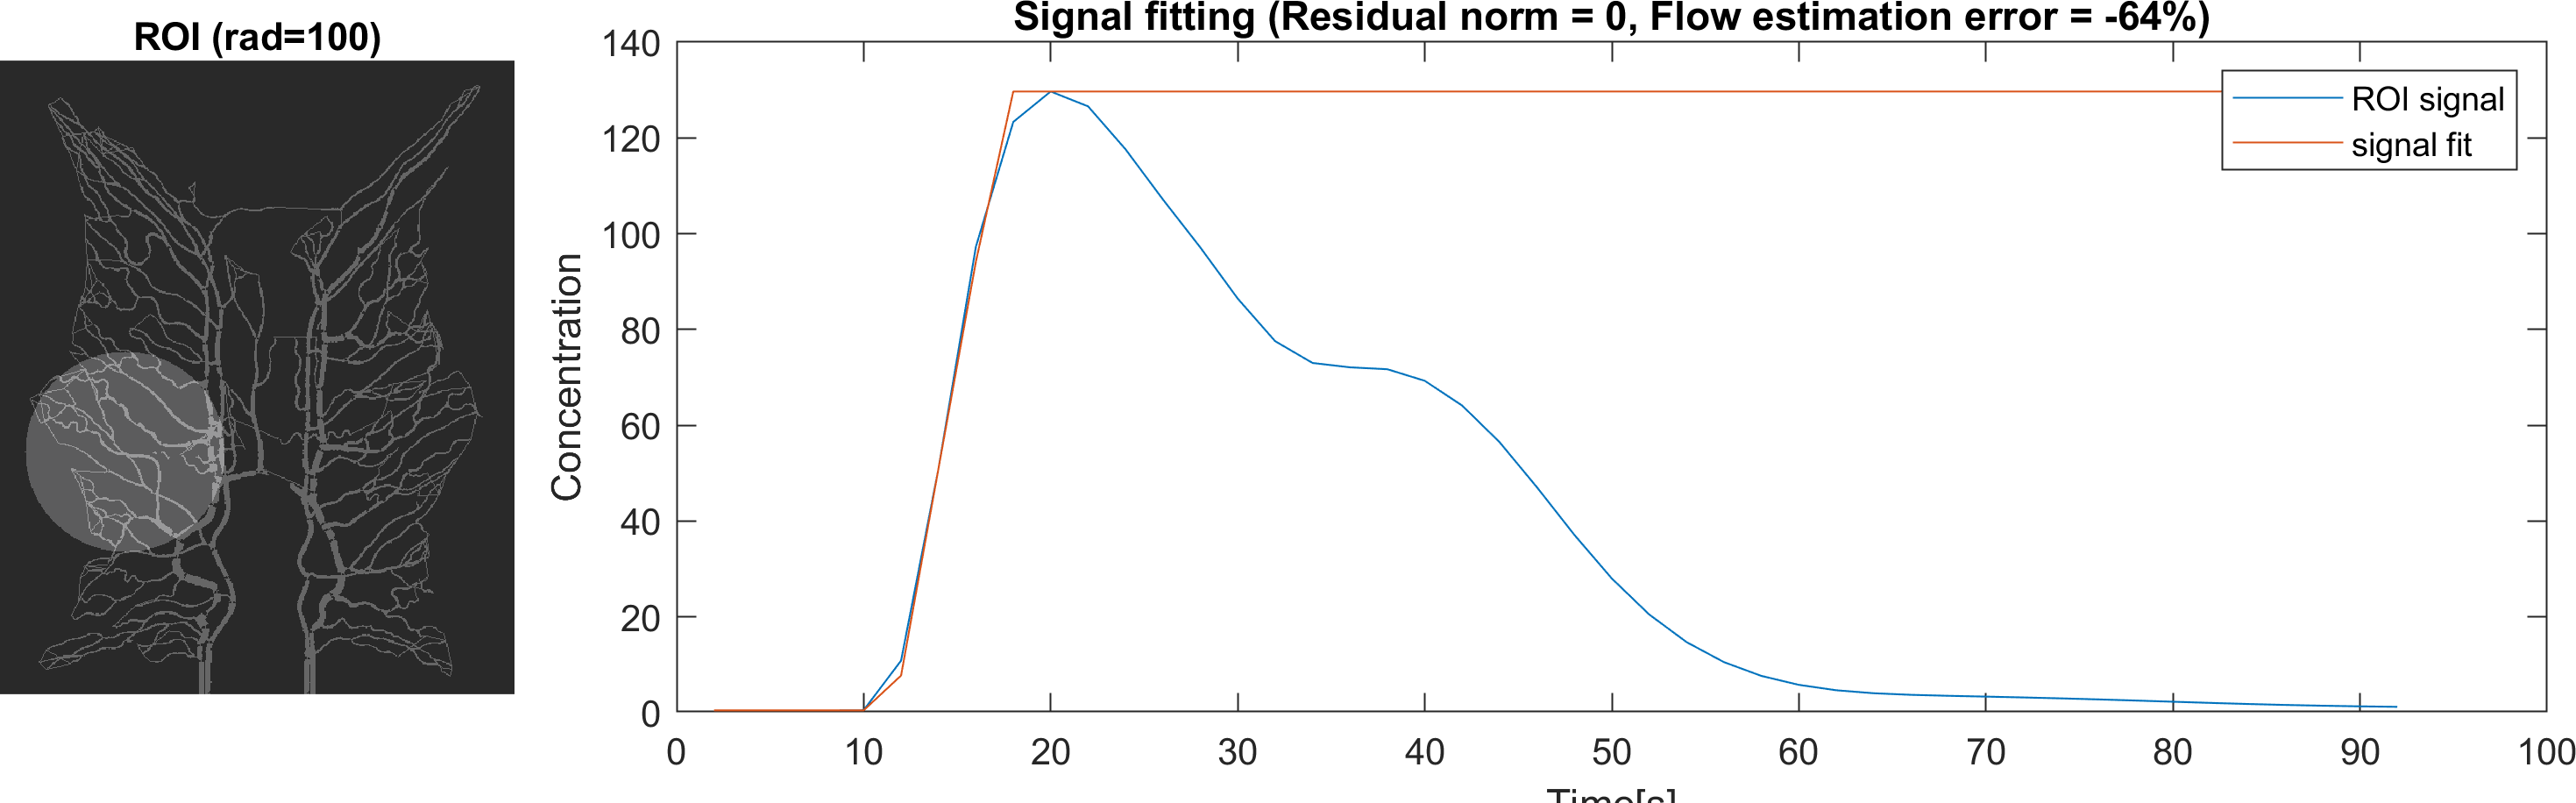 ROI (rad=100)
Signal fitting (Residual norm = 0, Flow estimation error = -64%)
140
120
100
80
60
40
20
0
Concentration
ROI signal
signal fit
0 10 20 30 40 50 60 70 80 90 100
Time[s]